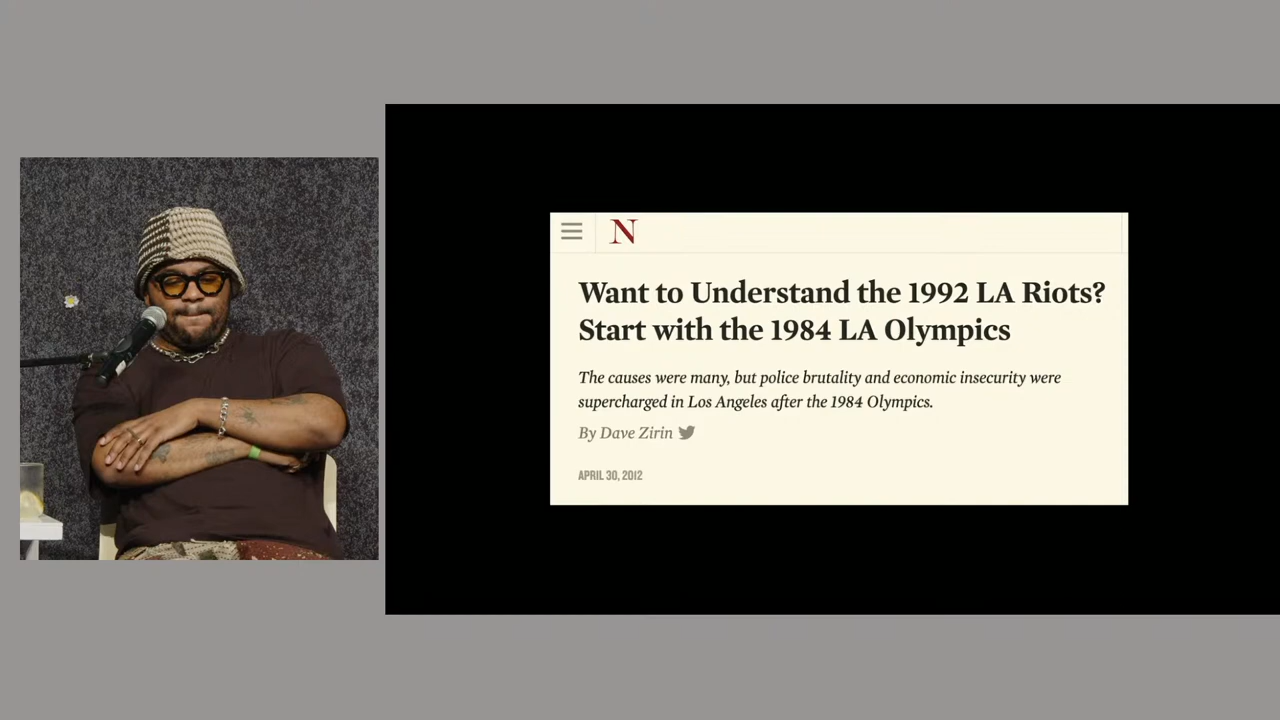 N
Want to Understand the 1992 LA Riots?
Start with the 1984 LA Olympics
The causes were many, but police brutality and economic insecurity were
supercharged in Los Angeles after the 1984 Olympics.
By Dave Zirin
APRIL 30, 2012